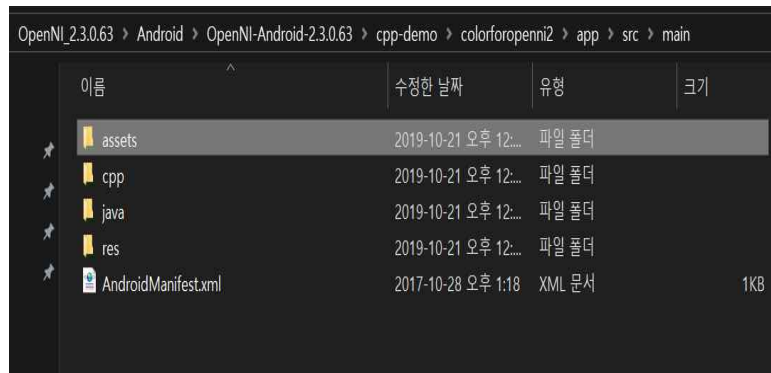 OpenNI_2.3.0.63 > Android > OpenNI-Android-2.3.0.63 > cpp-demo > colorforopenni2 > app > src > main
이름 수정한 날짜 유형 크기
assets 2019-10-21 오후 12:... 파일 폴더
cpp 2019-10-21 오후 12:... 파일 폴더
java 2019-10-21 오후 12:... 파일 폴더
res 2019-10-21 오후 12:... 파일 폴더
AndroidManifest.xml 2017-10-28 오후 1:18 XML 문서 1KB